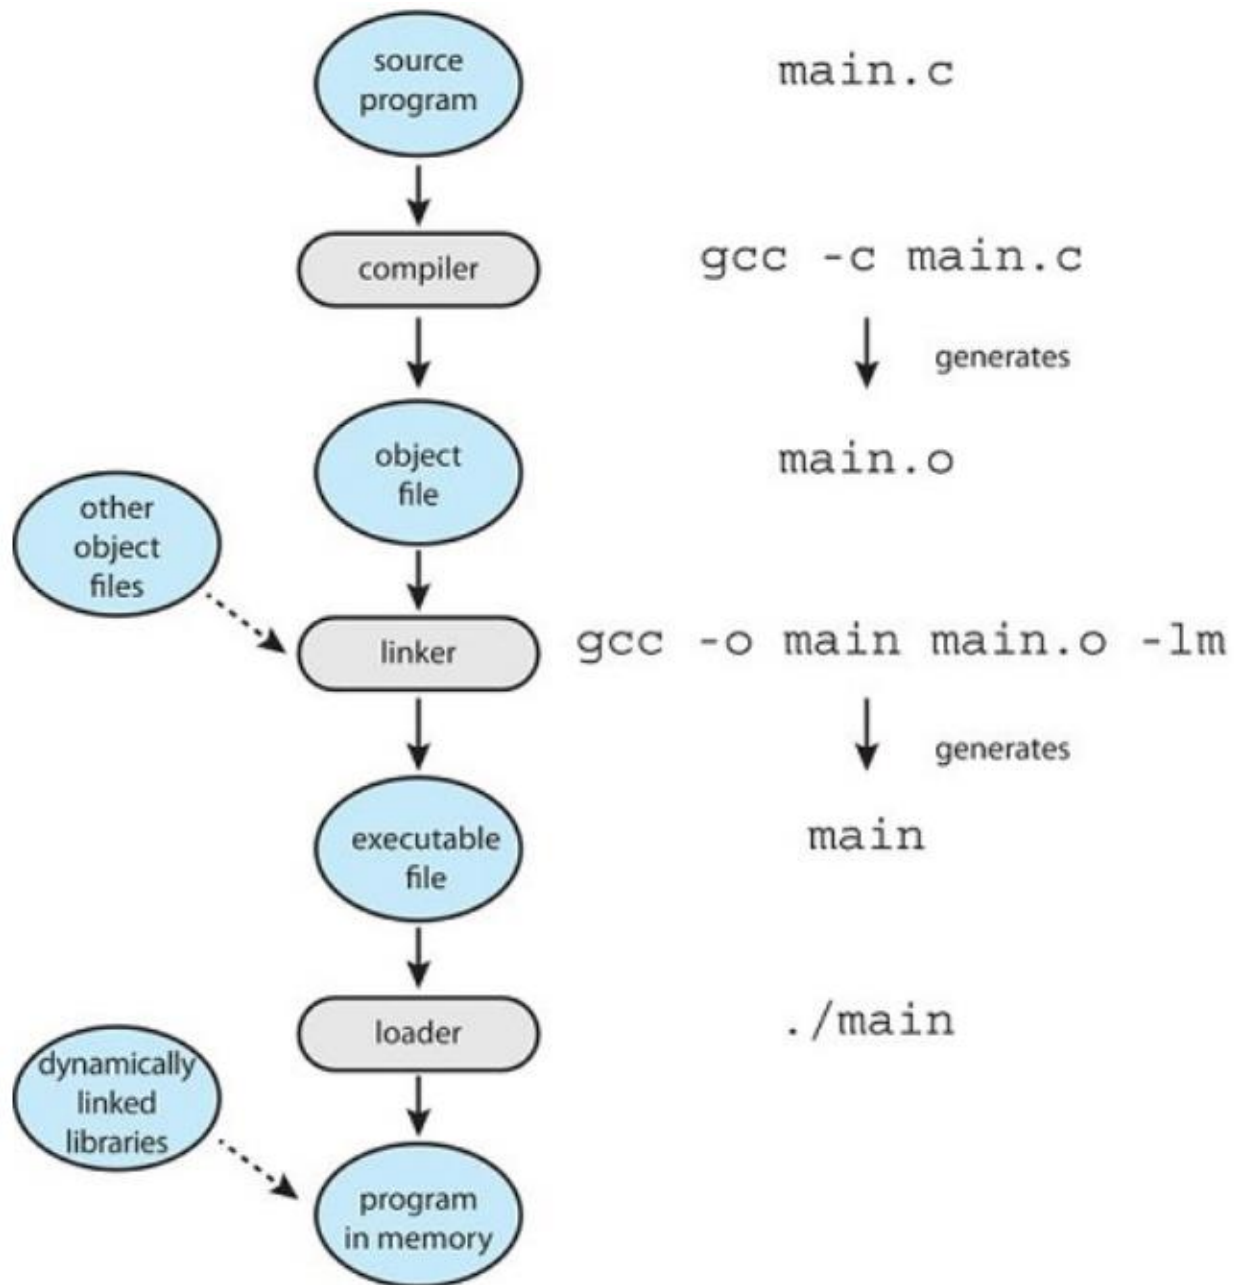 source
program
main.c
compiler
gcc -c main.c
generates
object
file
main.o
other
object
files
linker
gcc -o main main.o -lm
generates
executable
file
main
loader
./main
dynamically
linked
libraries
program
in memory